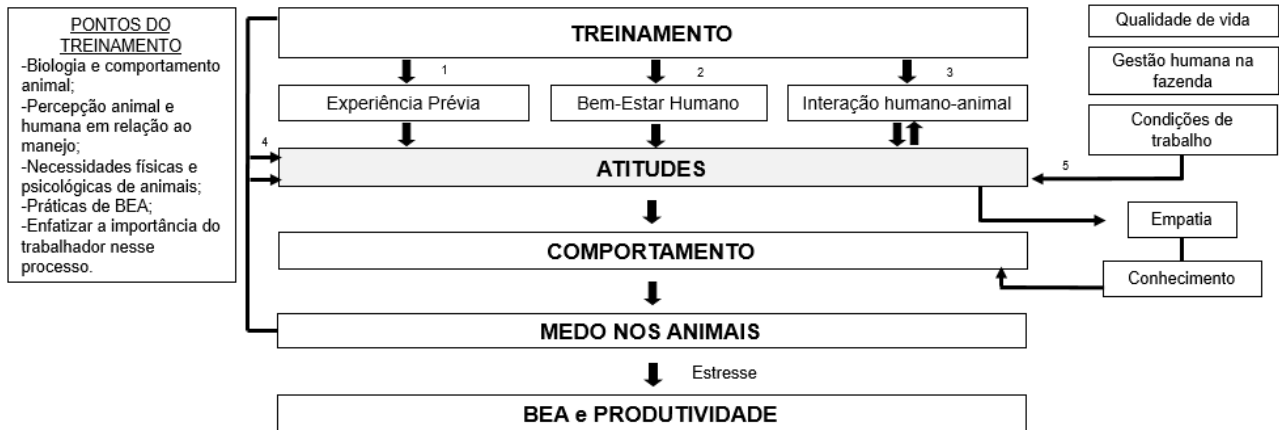 PONTOS DO
TREINAMENTO
-Biologia e comportamento
animal;
-Percepção animal e
humana em relação ao
manejo;
-Necessidades físicas e
psicológicas de animais;
-Práticas de BEA;
-Enfatizar a importância do
trabalhador nesse
processo.
TREINAMENTO
1
2
3
Experiência Prévia
Bem-Estar Humano
Interação humano-animal
4
ATITUDES
5
COMPORTAMENTO
MEDO NOS ANIMAIS
Estresse
BEA e PRODUTIVIDADE
Qualidade de vida
Gestão humana na
fazenda
Condições de
trabalho
Empatia
Conhecimento